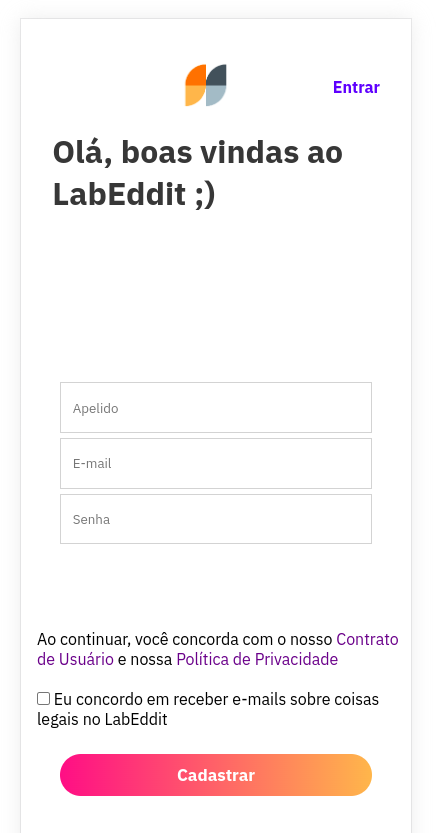 Entrar
Olá, boas vindas ao
LabEddit ;)
Apelido
E-mail
Senha
Ao continuar, você concorda com o nosso Contrato
de Usuário e nossa Política de Privacidade
Eu concordo em receber e-mails sobre coisas
legais no LabEddit
Cadastrar